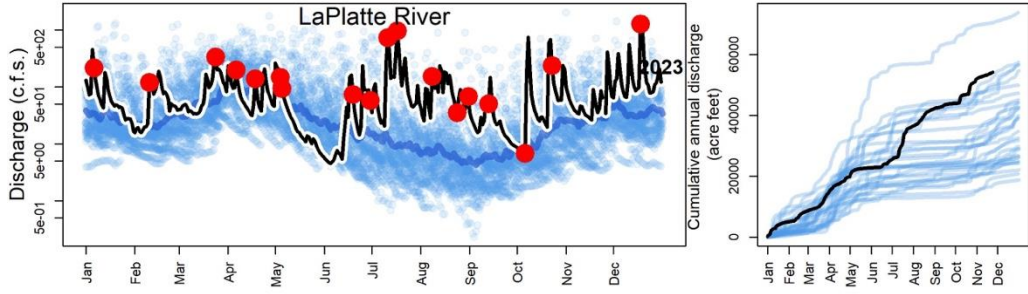 LaPlatte River
Discharge (c.f.s.)
5e+02
5e+01
5e+00
5e-01
2023
Jan Feb Mar Apr May Jun Jul Aug Sep Oct Nov Dec
Cumulative annual discharge
(acre feet)
60000
40000
20000
0
Jan Feb Mar Apr May Jun Jul Aug Sep Oct Nov Dec